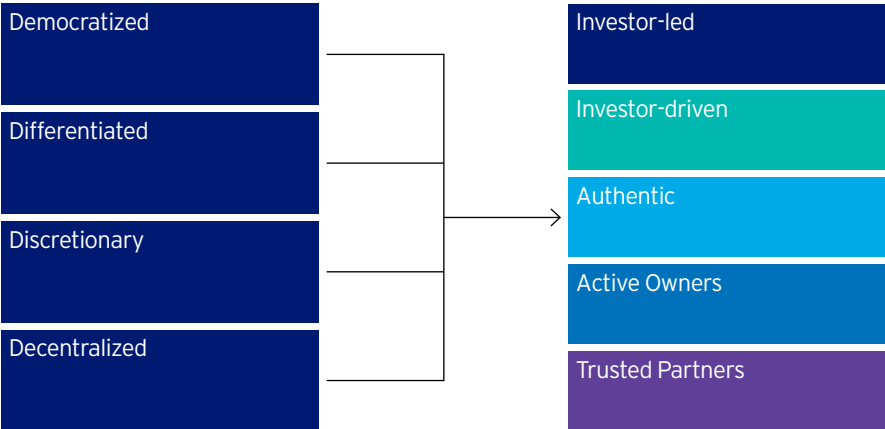 Democratized
Differentiated
Discretionary
Decentralized
Investor-led
Investor-driven
Authentic
Active Owners
Trusted Partners